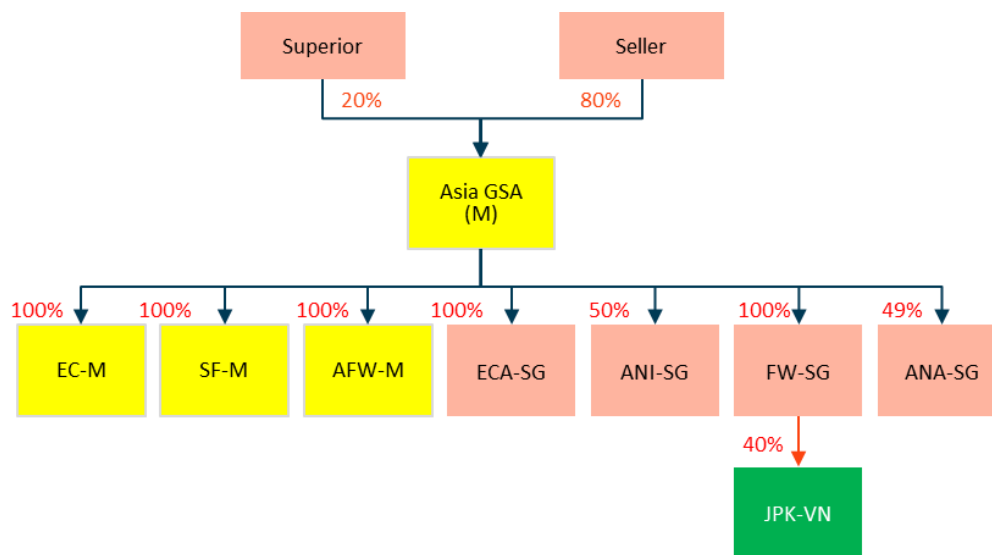 Superior
Seller
20%
80%
Asia GSA
(M)
100%
100%
100%
100%
50%
100%
49%
EC-M
SF-M
AFW-M
ECA-SG
ANI-SG
FW-SG
ANA-SG
40%
JPK-VN